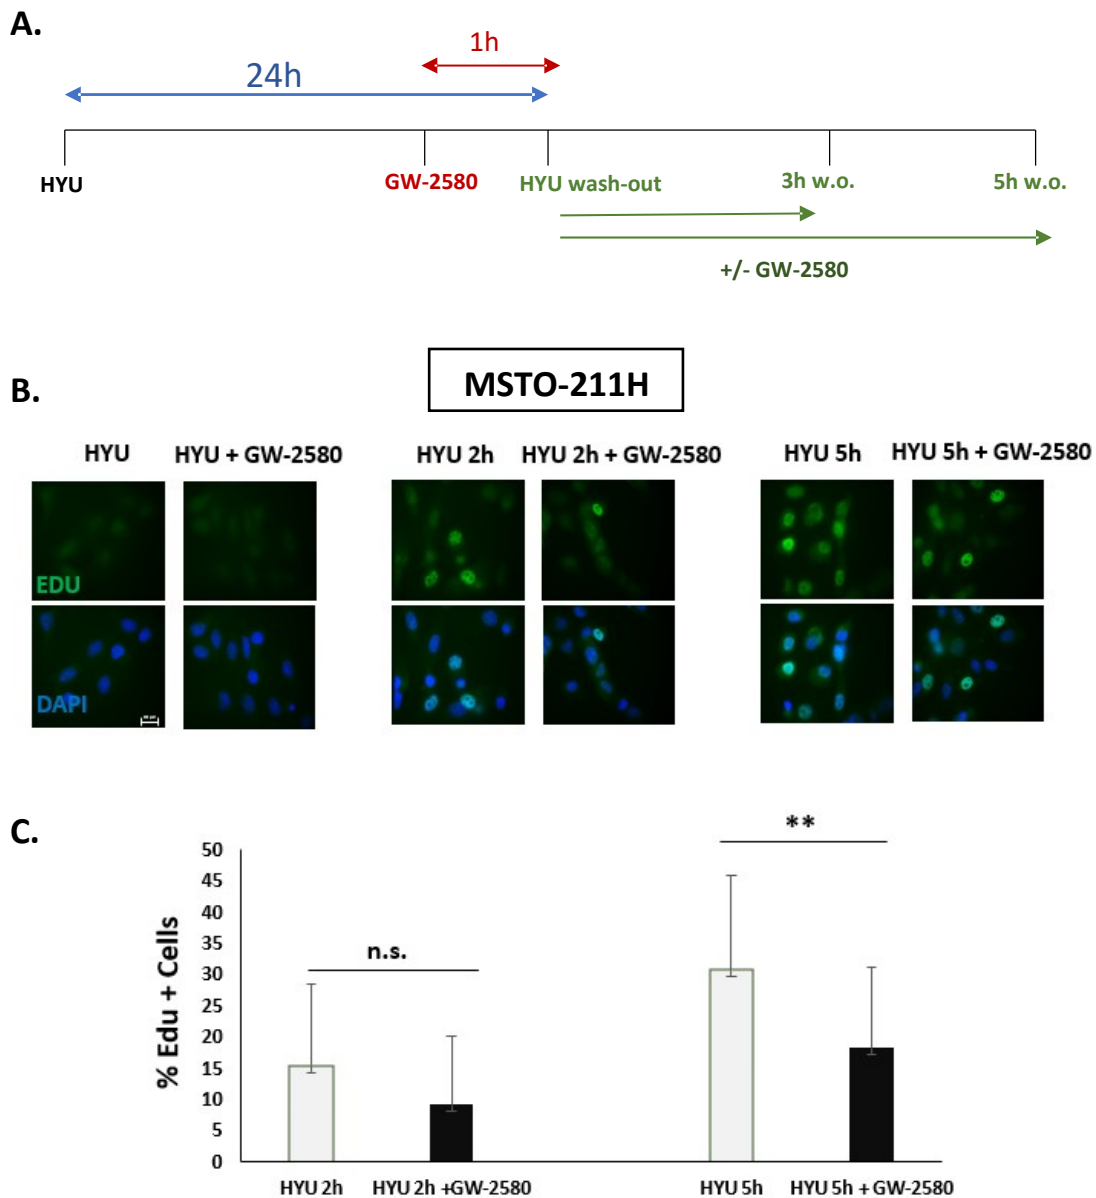 A.
1h
24h
HYU GW-2580 HYU wash-out 3h w.o. 5h w.o.
+/- GW-2580
MSTO-211H
B.
HYU HYU + GW-2580 HYU 2h HYU 2h + GW-2580 HYU 5h HYU 5h + GW-2580
EDU
DAPI
C.
% Edu + Cells
50
45
40
35
30
25
20
15
10
5
0
n.s.
**
HYU 2h HYU 2h +GW-2580 HYU 5h HYU 5h + GW-2580